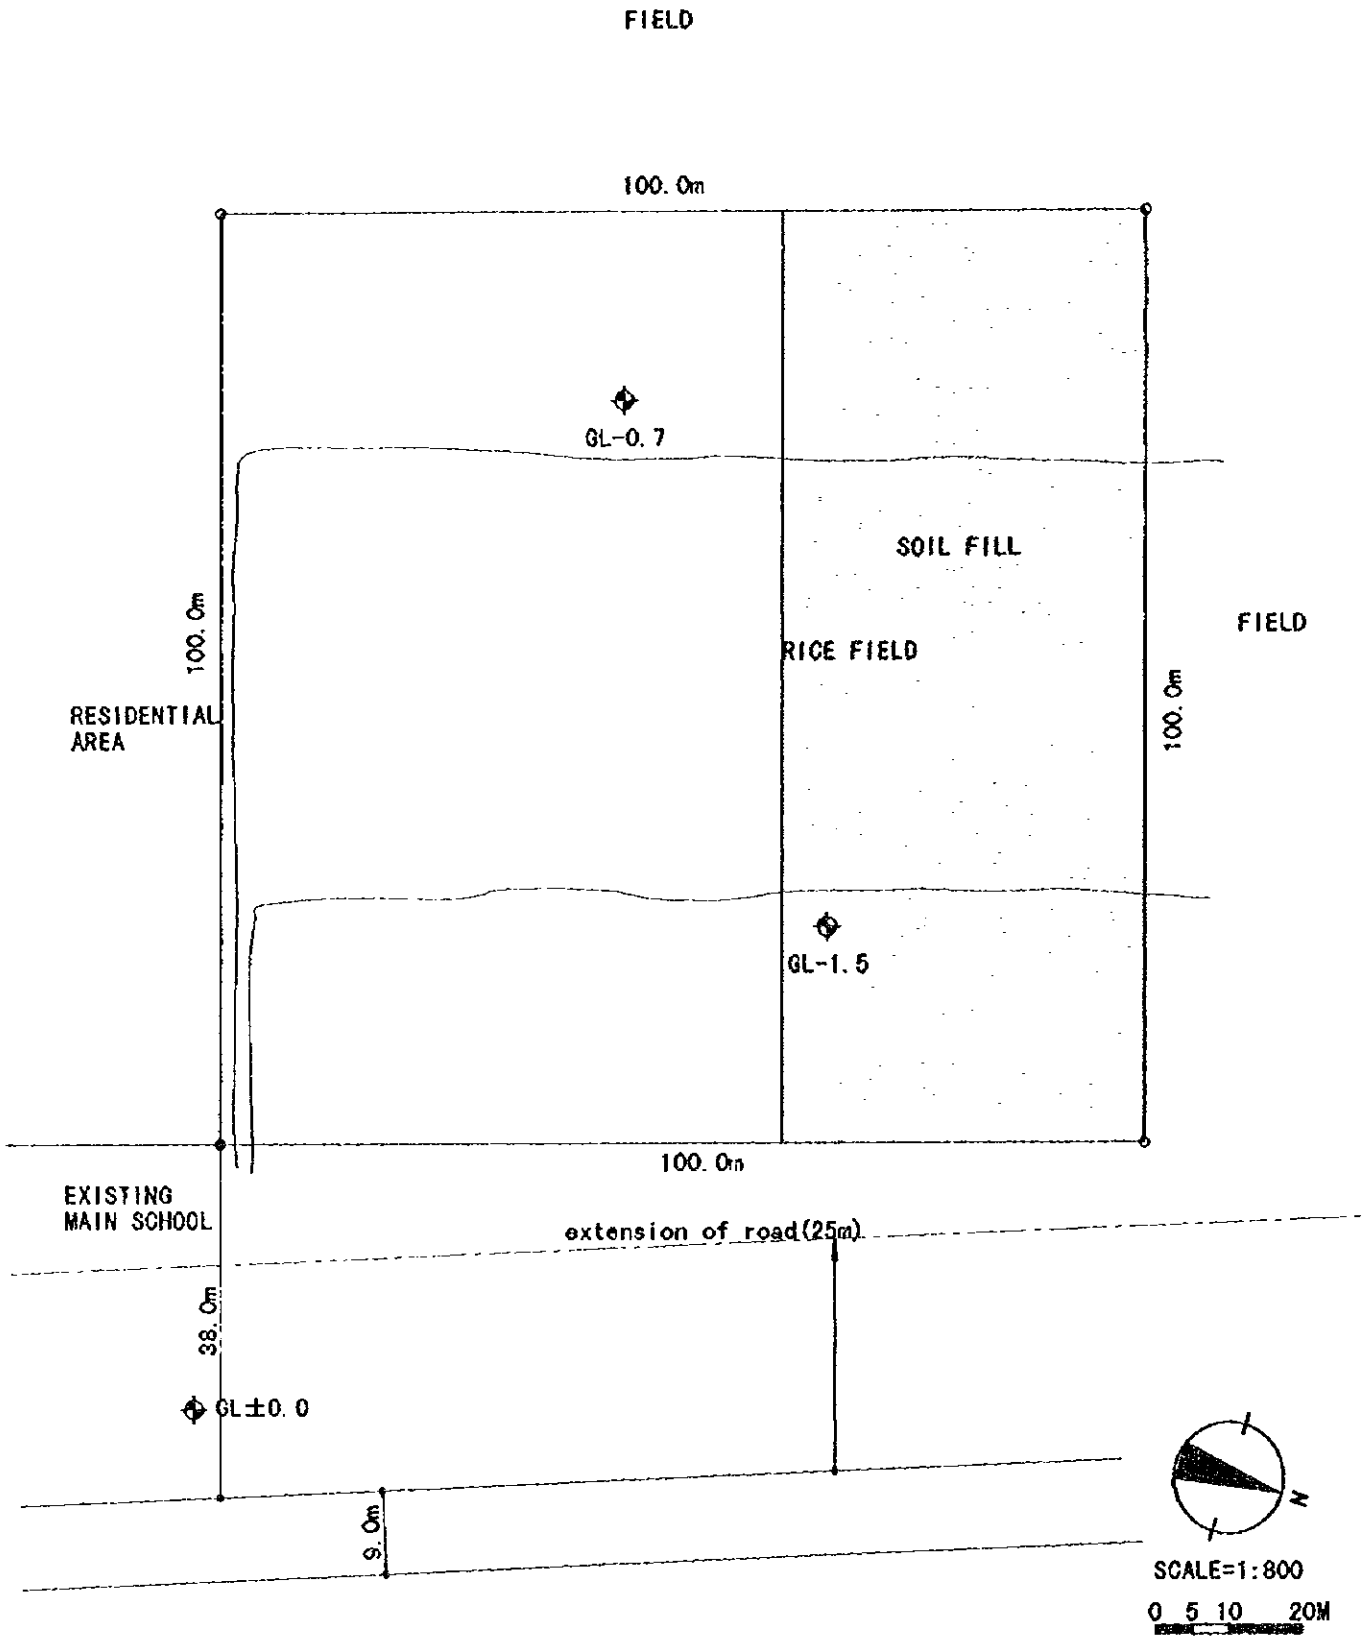 FIELD
100.0m
GL-0.7
SOIL FILL
100.0m
FIELD
RICE FIELD
100.0m
RESIDENTIAL
AREA
GL-1.5
100.0m
EXISTING
MAIN SCHOOL
extension of road(25m)
38.0m
GL±0.0
9.0m
N
SCALE=1:800
0 5 10 20M